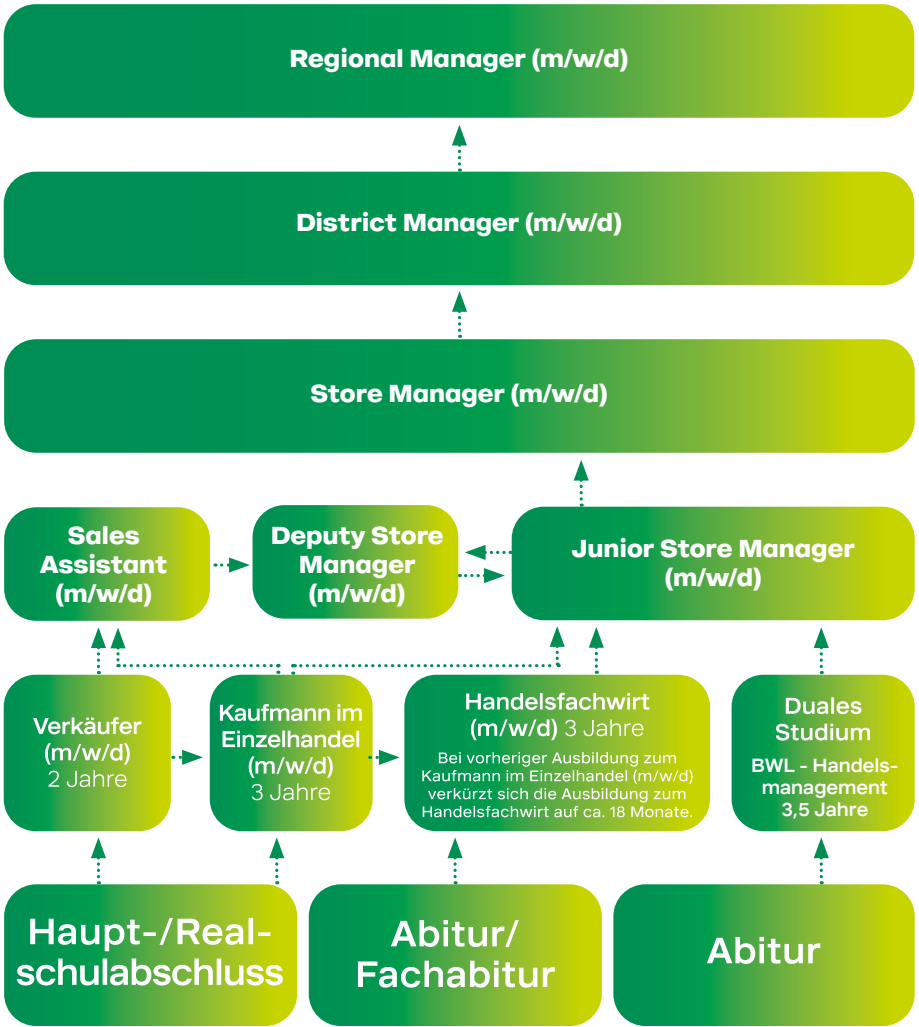 Regional Manager (m/w/d)
District Manager (m/w/d)
Store Manager (m/w/d)
Sales
Assistant
(m/w/d)
Deputy Store
Manager
(m/w/d)
Junior Store Manager
(m/w/d)
Verkäufer
(m/w/d)
2 Jahre
Kaufmann im
Einzelhandel
(m/w/d)
3 Jahre
Handelsfachwirt
(m/w/d) 3 Jahre
Bei vorheriger Ausbildung zum
Kaufmann im Einzelhandel (m/w/d)
verkürzt sich die Ausbildung zum
Handelsfachwirt auf ca. 18 Monate.
Duales
Studium
BWL - Handels-
management
3,5 Jahre
Haupt-/Real-
schulabschluss
Abitur/
Fachabitur
Abitur